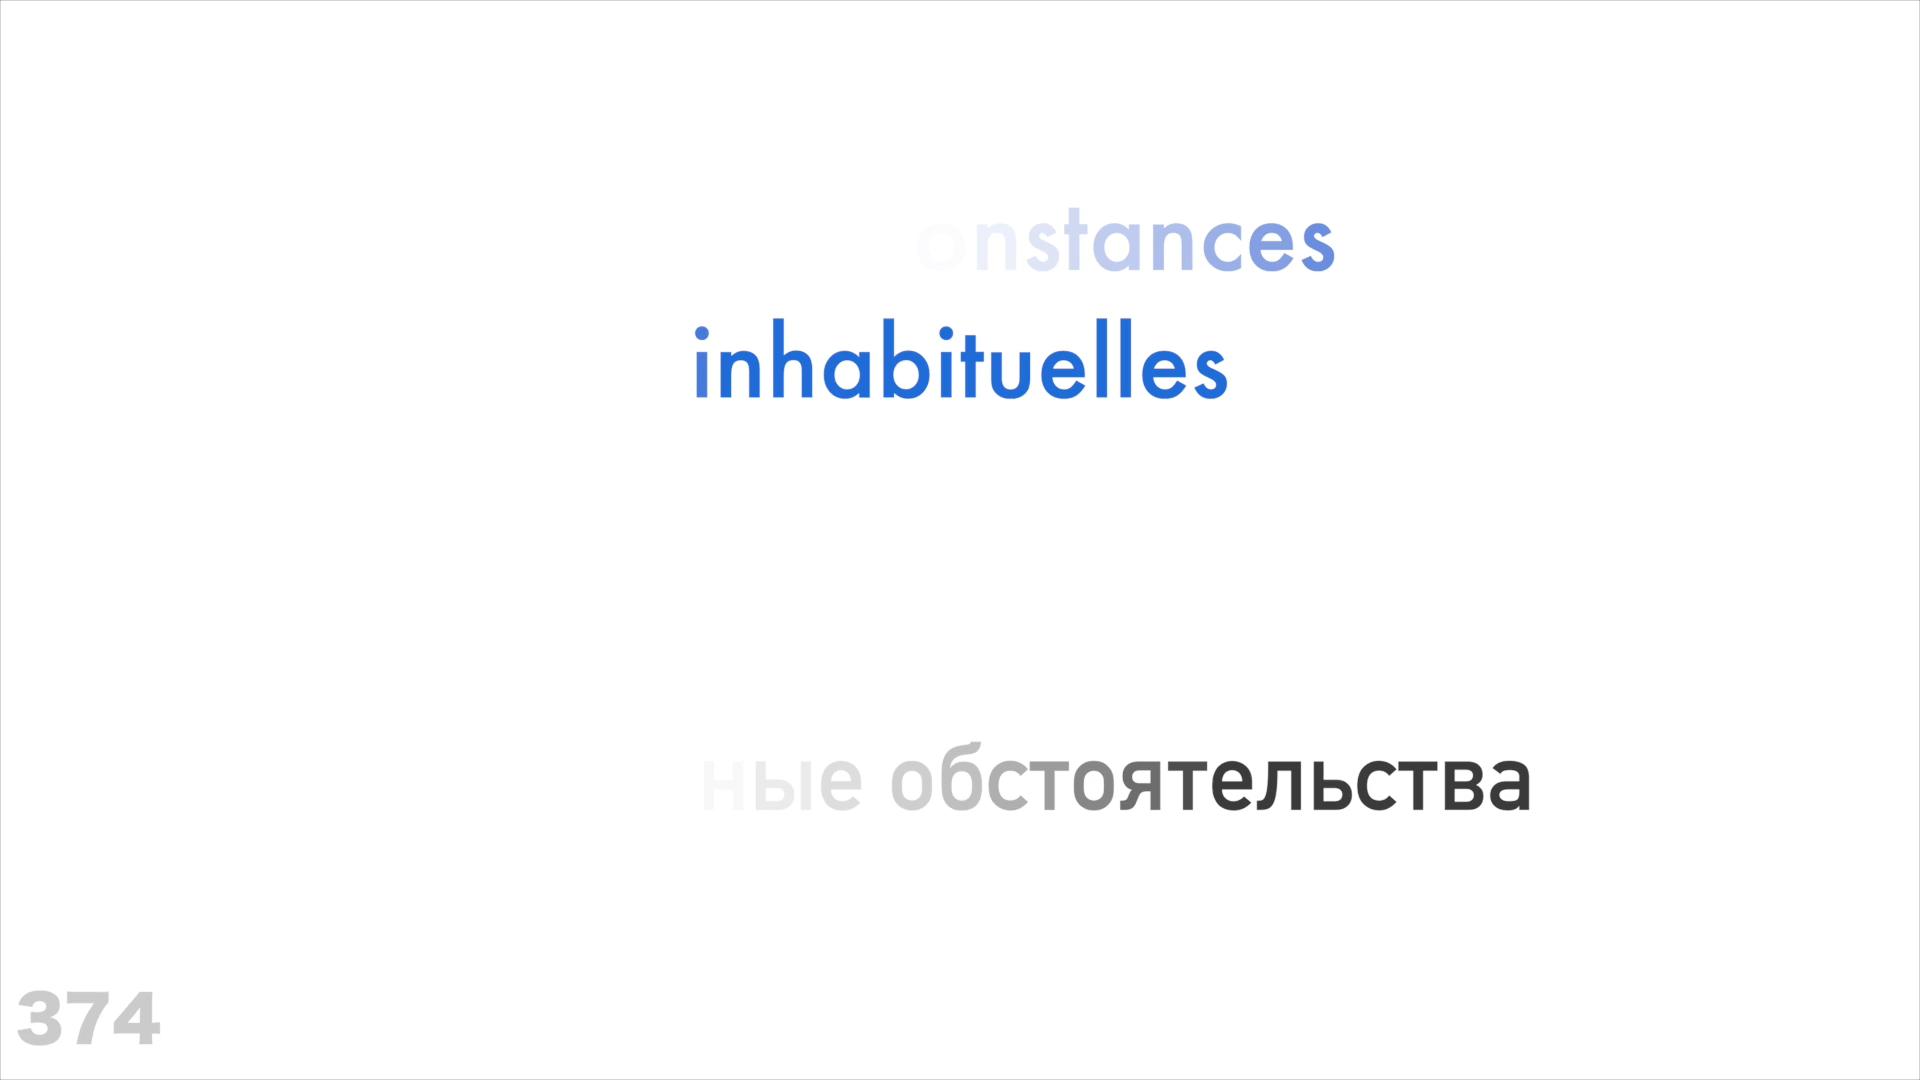 onstances
inhabituelles
ные обстоятельства
374